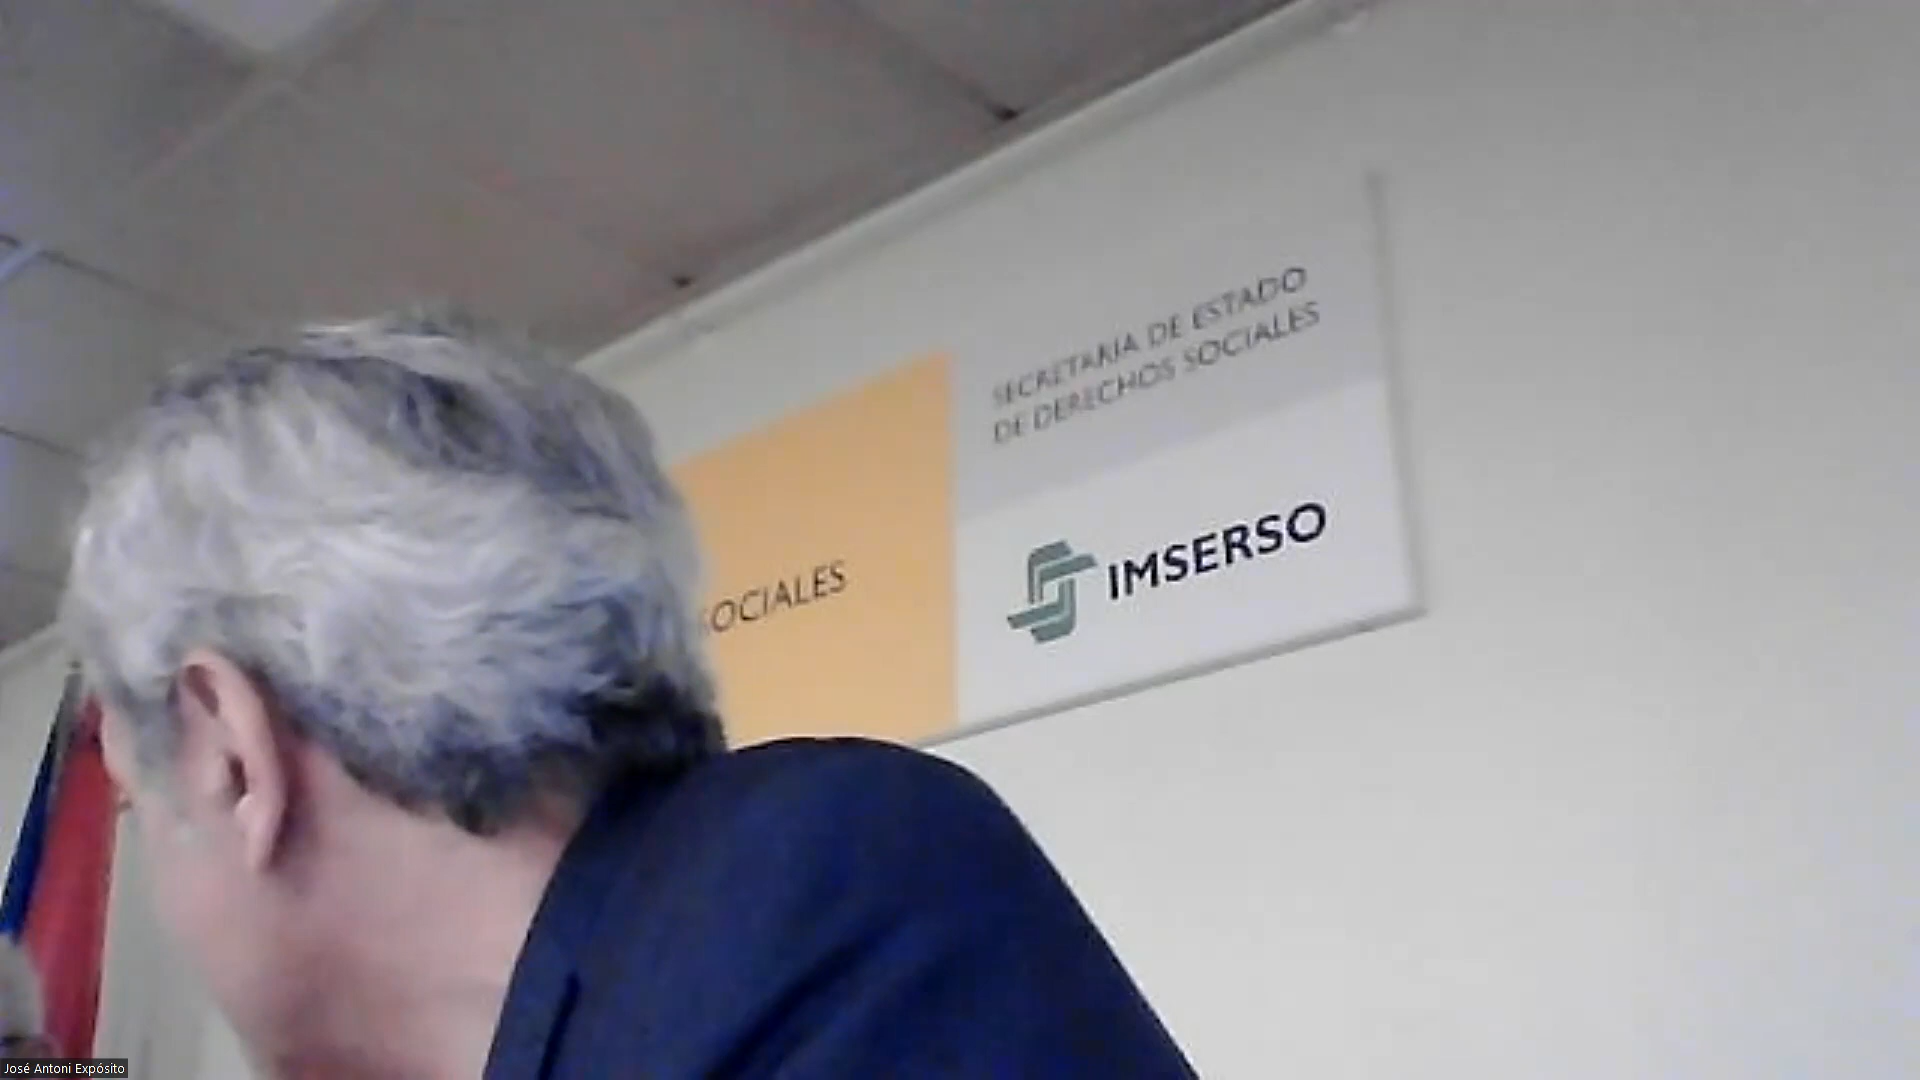 SECRETARIA DE ESTADO
DE DERECHOS SOCIALES
SOCIALES
IMSERSO
José Antoni Expósito